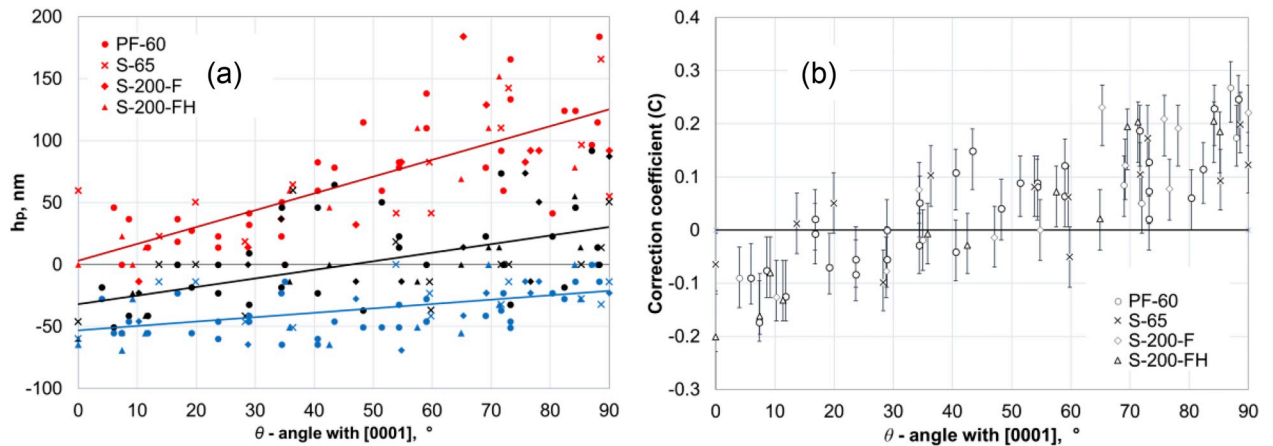 (a)
hp, nm
200
150
100
50
0
-50
-100
PF-60
S-65
S-200-F
S-200-FH
0 10 20 30 40 50 60 70 80 90
θ - angle with [0001], °
(b)
Correction coefficient (C)
0.4
0.3
0.2
0.1
0
-0.1
-0.2
-0.3
PF-60
S-65
S-200-F
S-200-FH
0 10 20 30 40 50 60 70 80 90
θ - angle with [0001], °